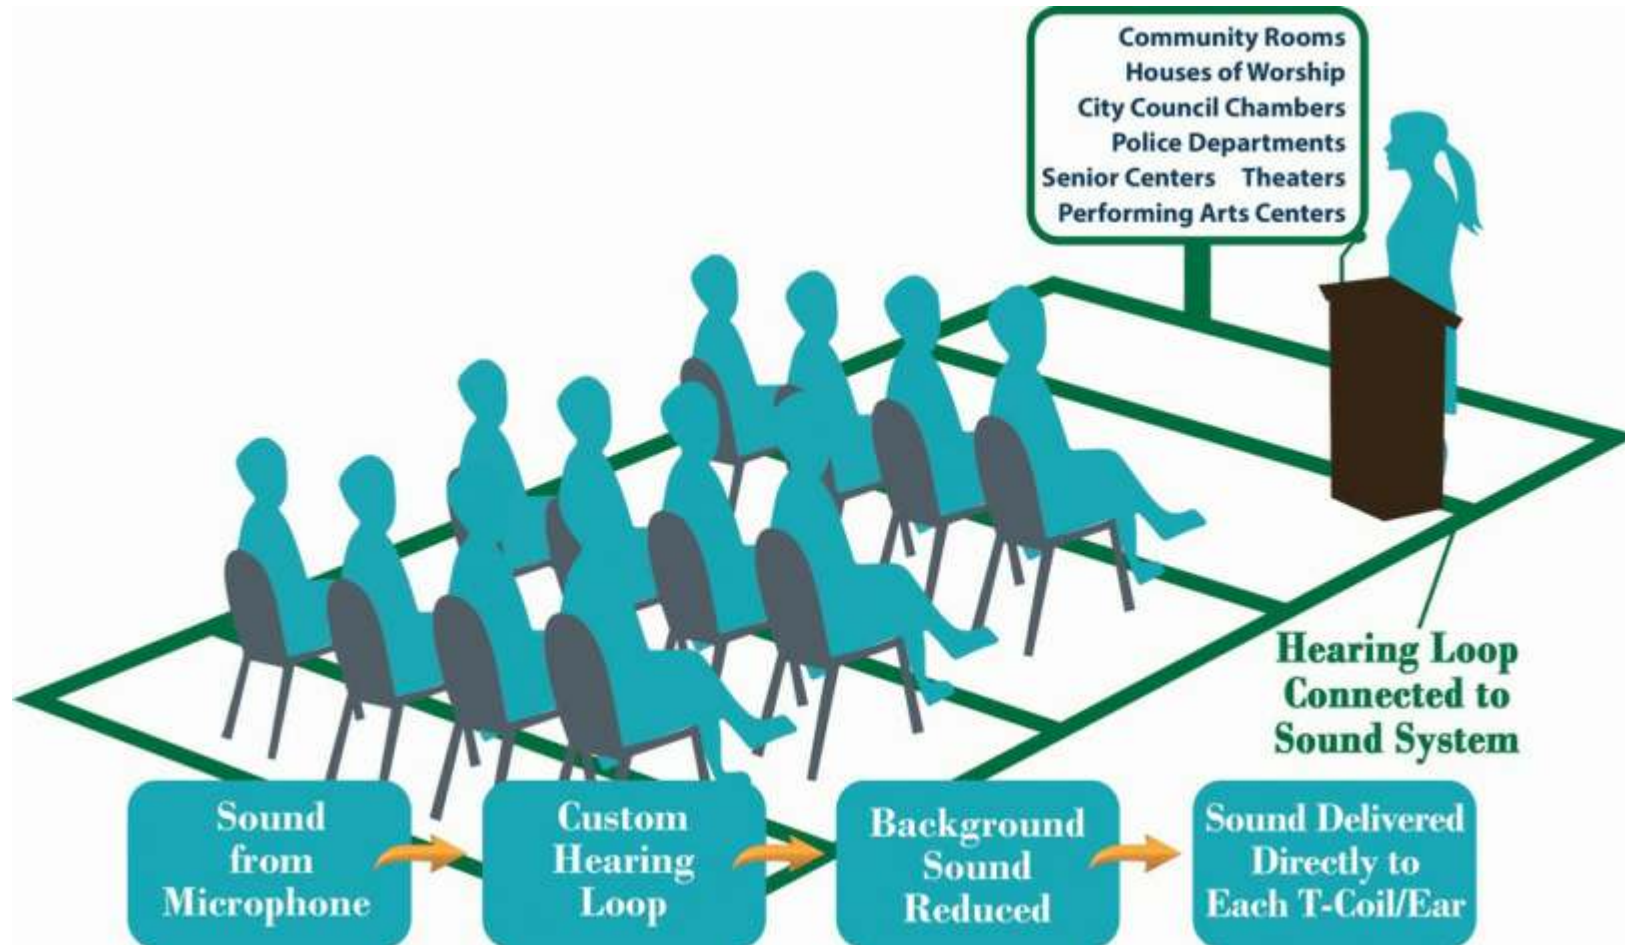 Community Rooms
Houses of Worship
City Council Chambers
Police Departments
Senior Centers Theaters
Performing Arts Centers
Hearing Loop
Connected to
Sound System
Sound
from
Microphone
Custom
Hearing
Loop
Background
Sound
Reduced
Sound Delivered
Directly to
Each T-Coil/Ear